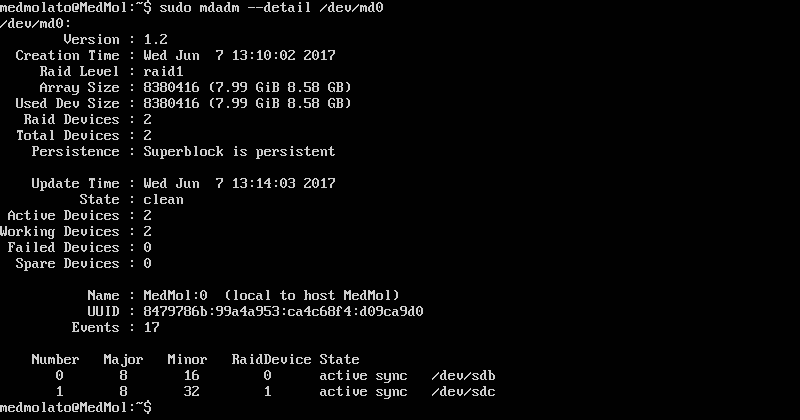 medmolato@MedMol:~$ sudo mdadm --detail /dev/md0
/dev/md0:
        Version : 1.2
  Creation Time : Wed Jun  7 13:10:02 2017
     Raid Level : raid1
     Array Size : 8380416 (7.99 GiB 8.58 GB)
  Used Dev Size : 8380416 (7.99 GiB 8.58 GB)
   Raid Devices : 2
  Total Devices : 2
    Persistence : Superblock is persistent

    Update Time : Wed Jun  7 13:14:03 2017
          State : clean
 Active Devices : 2
Working Devices : 2
 Failed Devices : 0
  Spare Devices : 0

           Name : MedMol:0  (local to host MedMol)
           UUID : 8479786b:99a4a953:ca4c68f4:d09ca9d0
         Events : 17

    Number   Major   Minor   RaidDevice State
       0       8       16        0      active sync   /dev/sdb
       1       8       32        1      active sync   /dev/sdc
medmolato@MedMol:~$